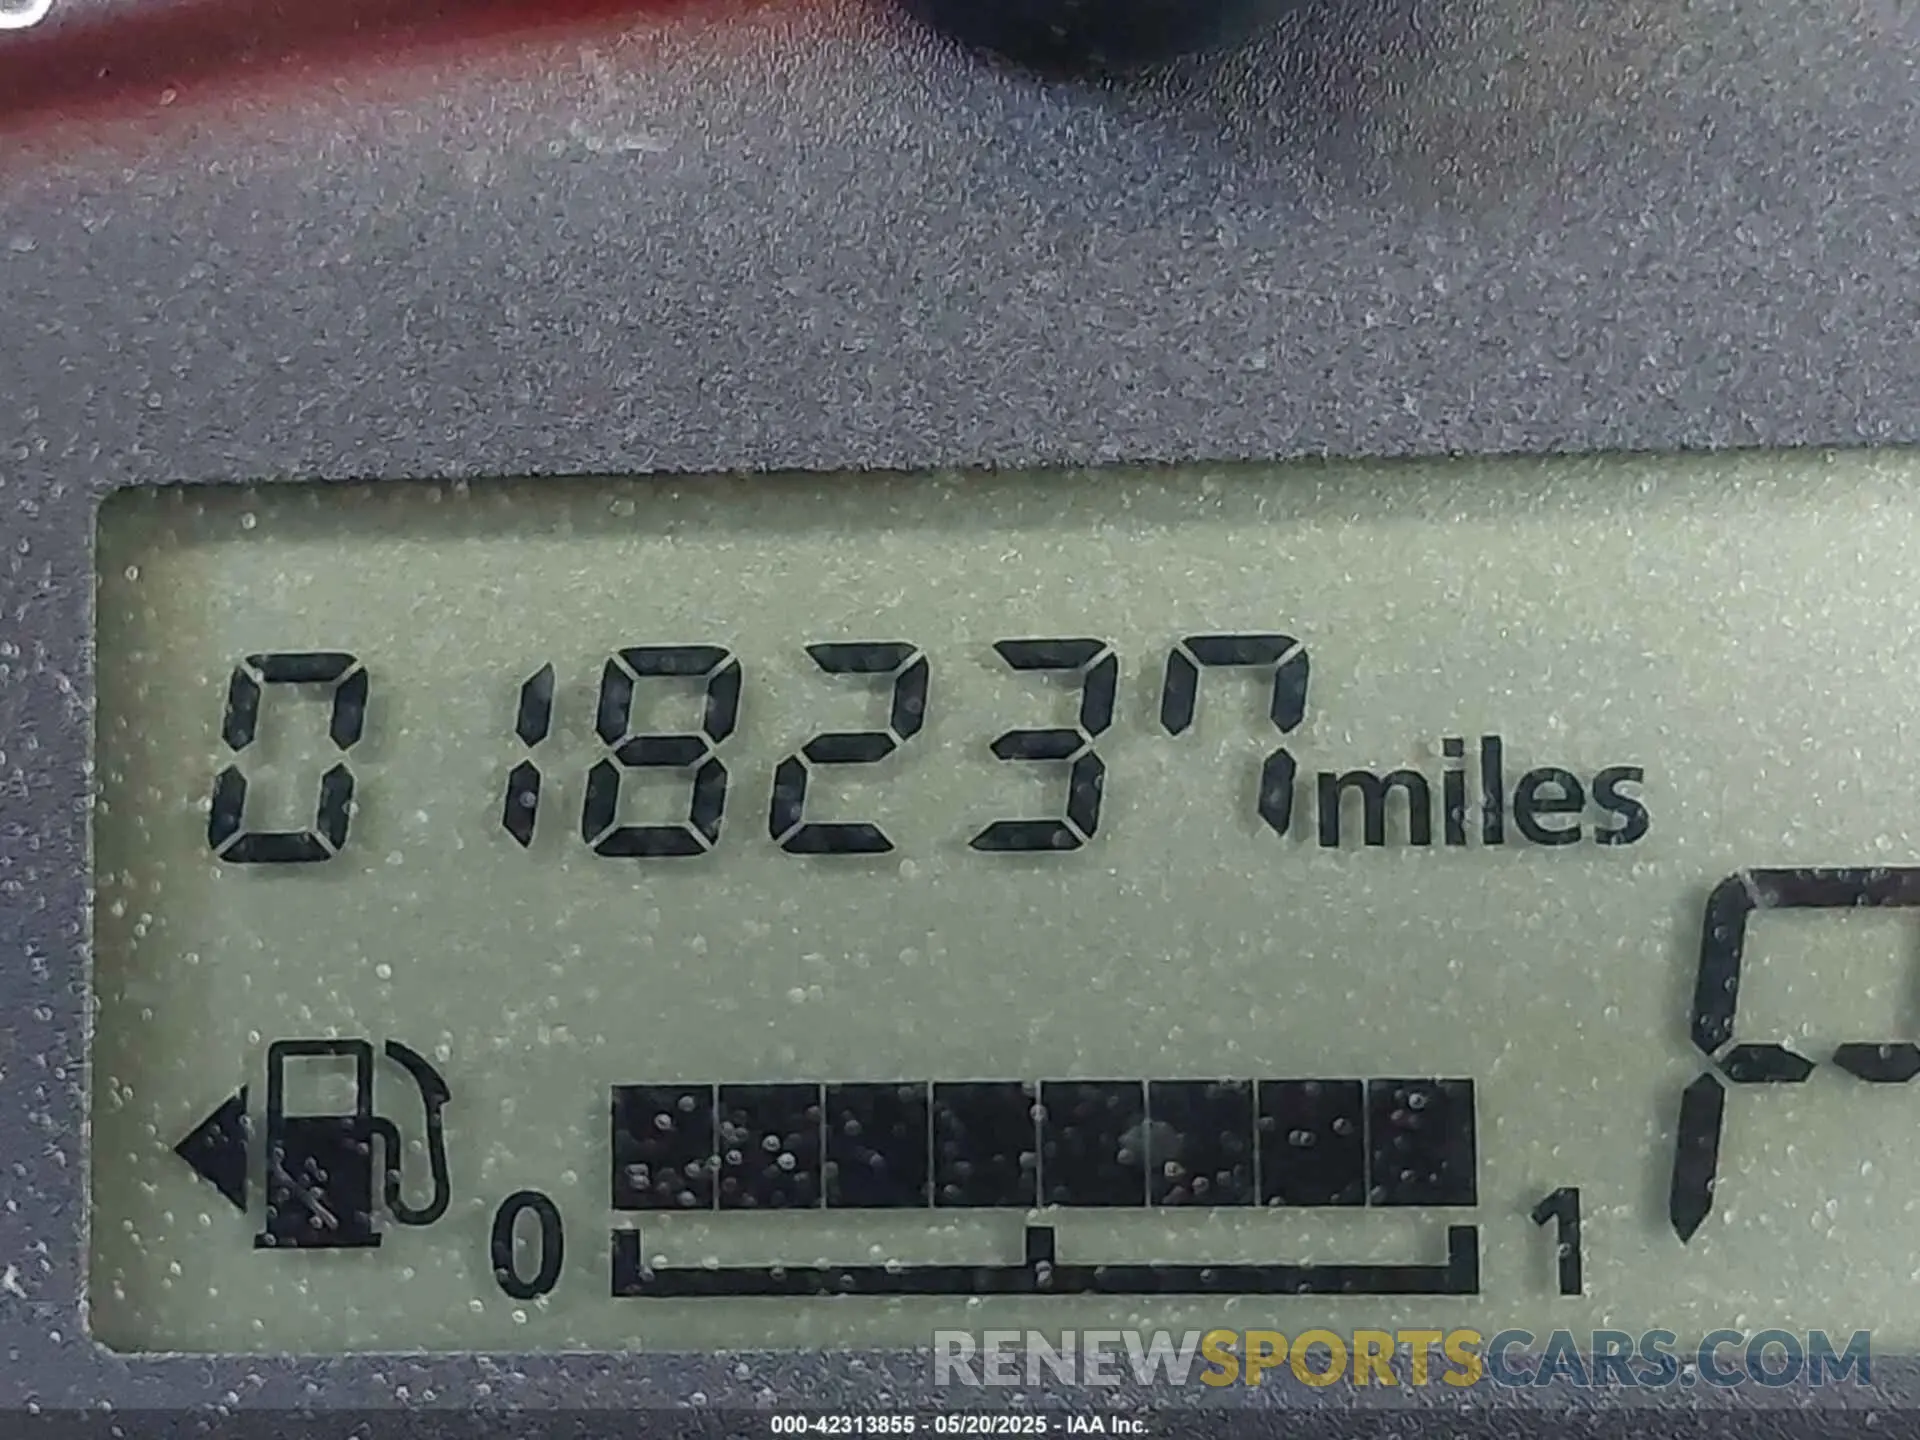 018237 miles
P
0 1
RENEWSPORTSCARS.COM
000-42313855 - 05/20/2025 - IAA Inc.